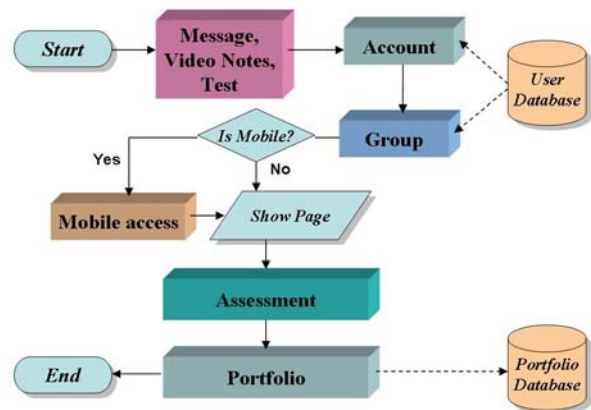 Start
Message,
Video Notes,
Test
Account
User
Database
Is Mobile?
Group
Yes
No
Mobile access
Show Page
Assessment
End
Portfolio
Portfolio
Database